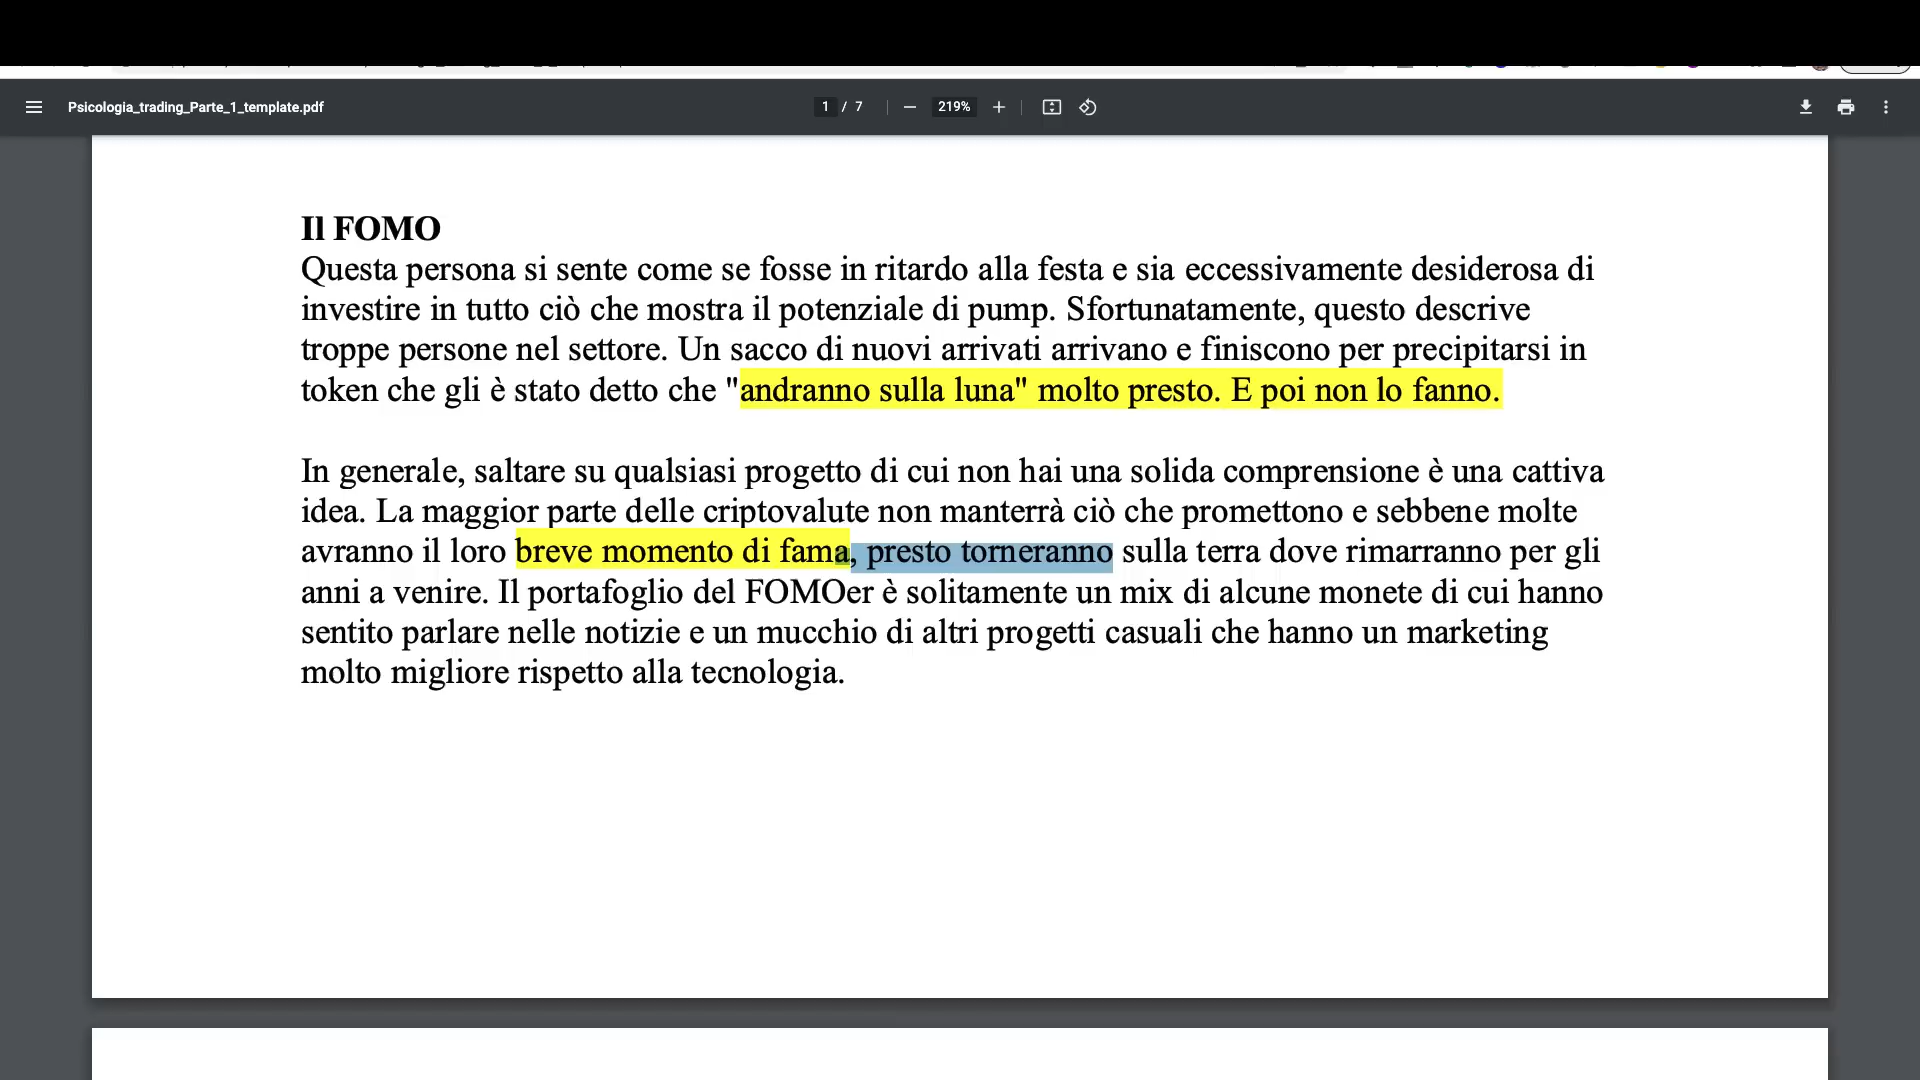 Psicologia_trading_Parte_1_template.pdf
1 / 7
219%
Il FOMO
Questa persona si sente come se fosse in ritardo alla festa e sia eccessivamente desiderosa di
investire in tutto ciò che mostra il potenziale di pump. Sfortunatamente, questo descrive
troppe persone nel settore. Un sacco di nuovi arrivati arrivano e finiscono per precipitarsi in
token che gli è stato detto che "andranno sulla luna" molto presto. E poi non lo fanno.
In generale, saltare su qualsiasi progetto di cui non hai una solida comprensione è una cattiva
idea. La maggior parte delle criptovalute non manterrà ciò che promettono e sebbene molte
avranno il loro breve momento di fama, presto torneranno sulla terra dove rimarranno per gli
anni a venire. Il portafoglio del FOMOer è solitamente un mix di alcune monete di cui hanno
sentito parlare nelle notizie e un mucchio di altri progetti casuali che hanno un marketing
molto migliore rispetto alla tecnologia.